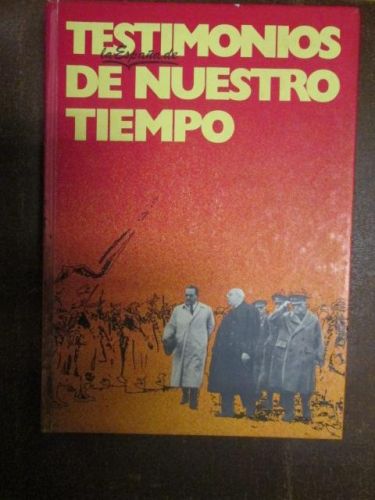 TESTIMONIOS
la España de
DE NUESTRO
TIEMPO